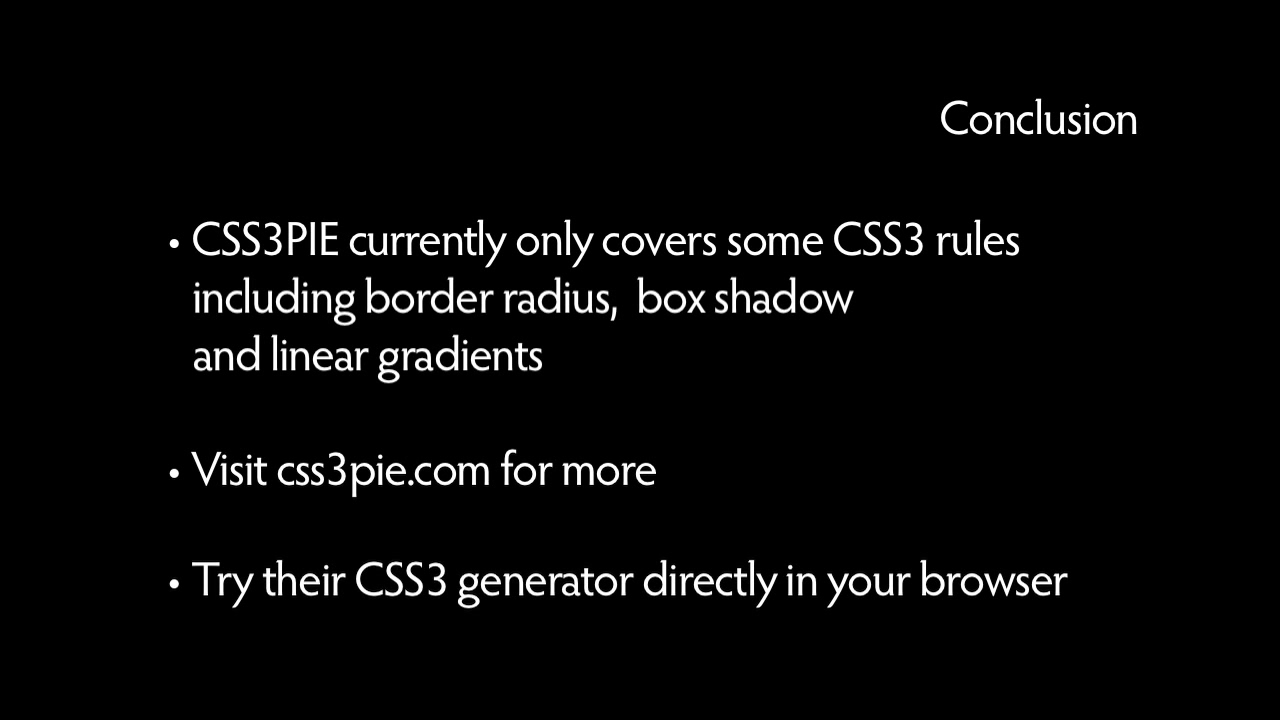 Conclusion
• CSS3PIE currently only covers some CSS3 rules
including border radius,  box shadow
and linear gradients
• Visit css3pie.com for more
• Try their CSS3 generator directly in your browser